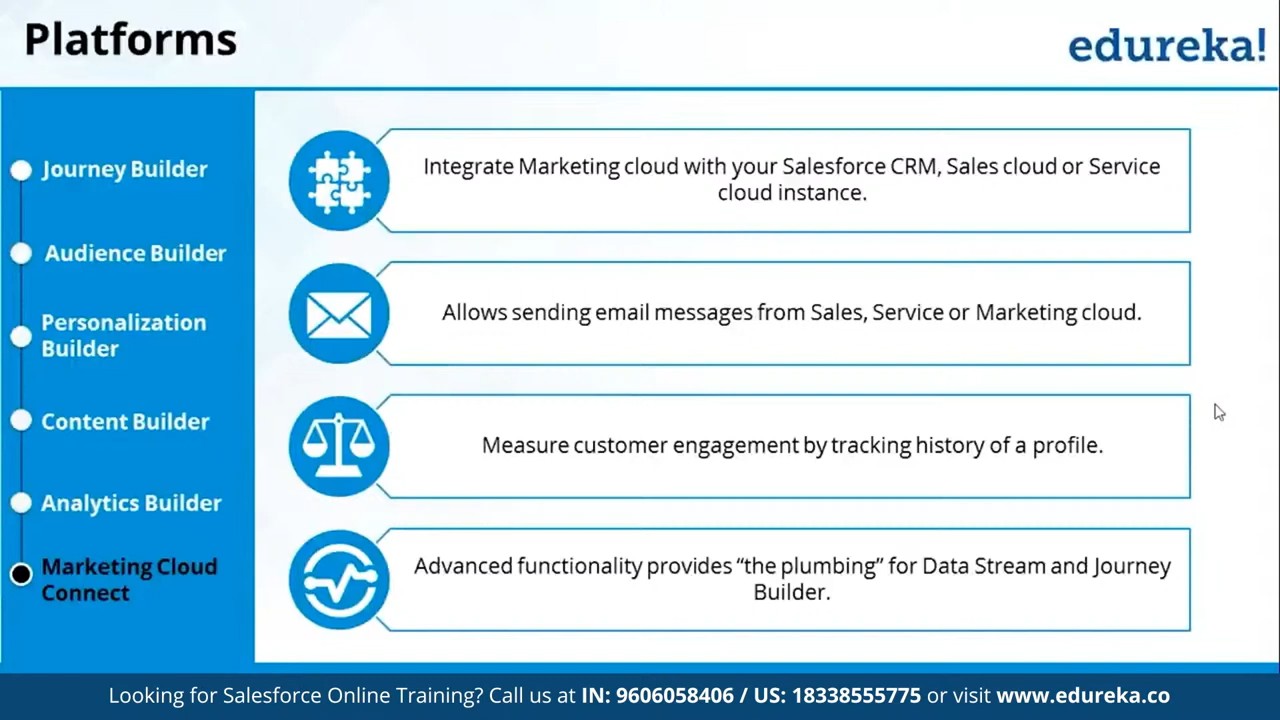 Platforms
edureka!
Journey Builder
Audience Builder
Personalization
Builder
Content Builder
Analytics Builder
Marketing Cloud
Connect
Integrate Marketing cloud with your Salesforce CRM, Sales cloud or Service
cloud instance.
Allows sending email messages from Sales, Service or Marketing cloud.
Measure customer engagement by tracking history of a profile.
Advanced functionality provides “the plumbing” for Data Stream and Journey
Builder.
Looking for Salesforce Online Training? Call us at IN: 9606058406 / US: 18338555775 or visit www.edureka.co